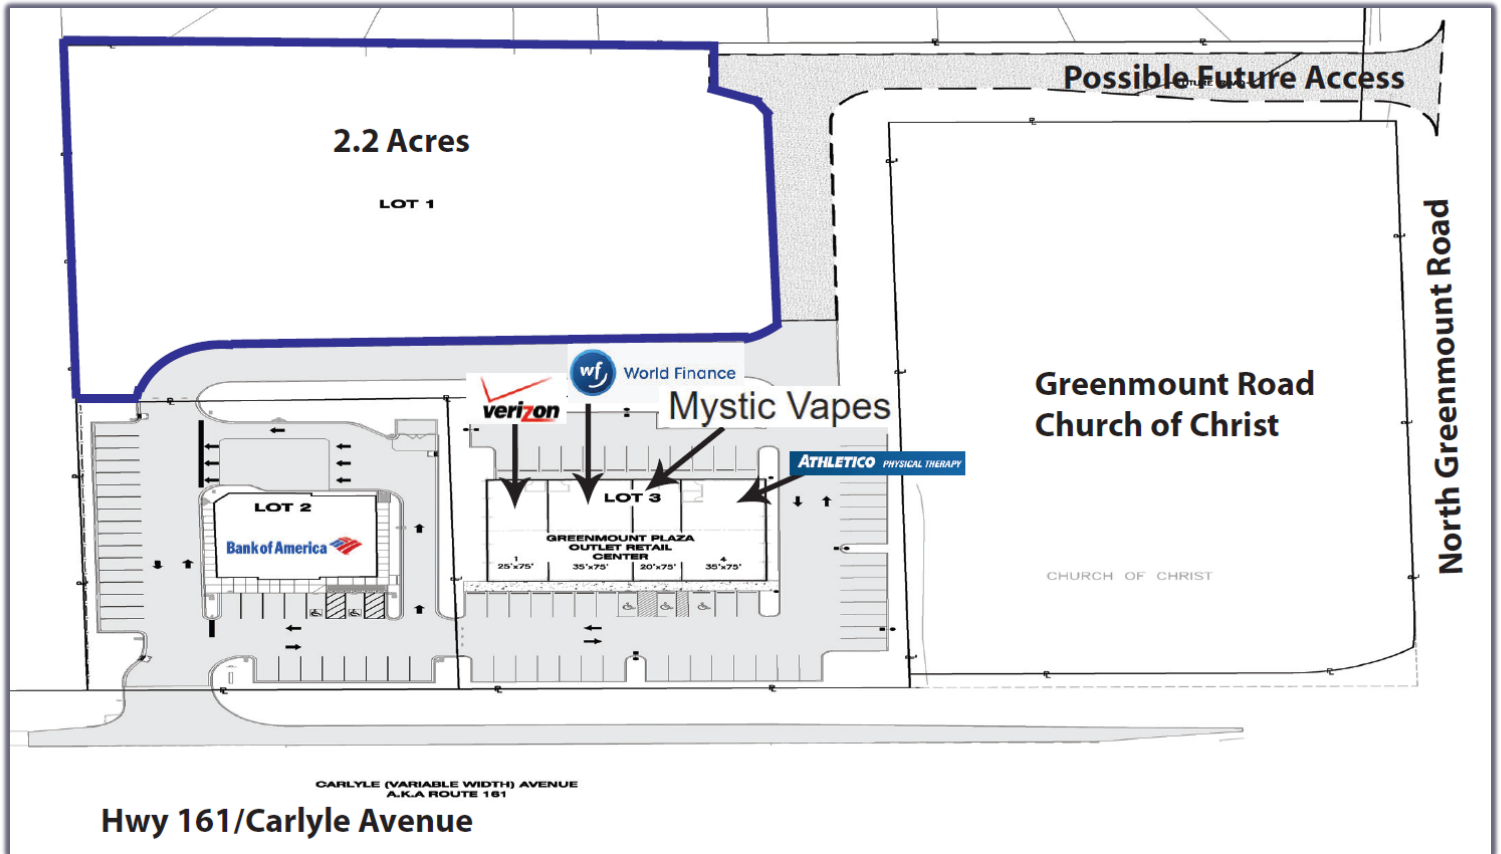 Possible Future Access
2.2 Acres
LOT 1
North Greenmount Road
wf World Finance
verizon
Mystic Vapes
Greenmount Road
Church of Christ
ATHLETICO PHYSICAL THERAPY
LOT 2
LOT 3
Bank of America
GREENMOUNT PLAZA
OUTLET RETAIL
CENTER
1
25'x75'
35'x75'
20'x75'
4
35'x75'
CHURCH OF CHRIST
CARLYLE (VARIABLE WIDTH) AVENUE
A.K.A ROUTE 161
Hwy 161/Carlyle Avenue